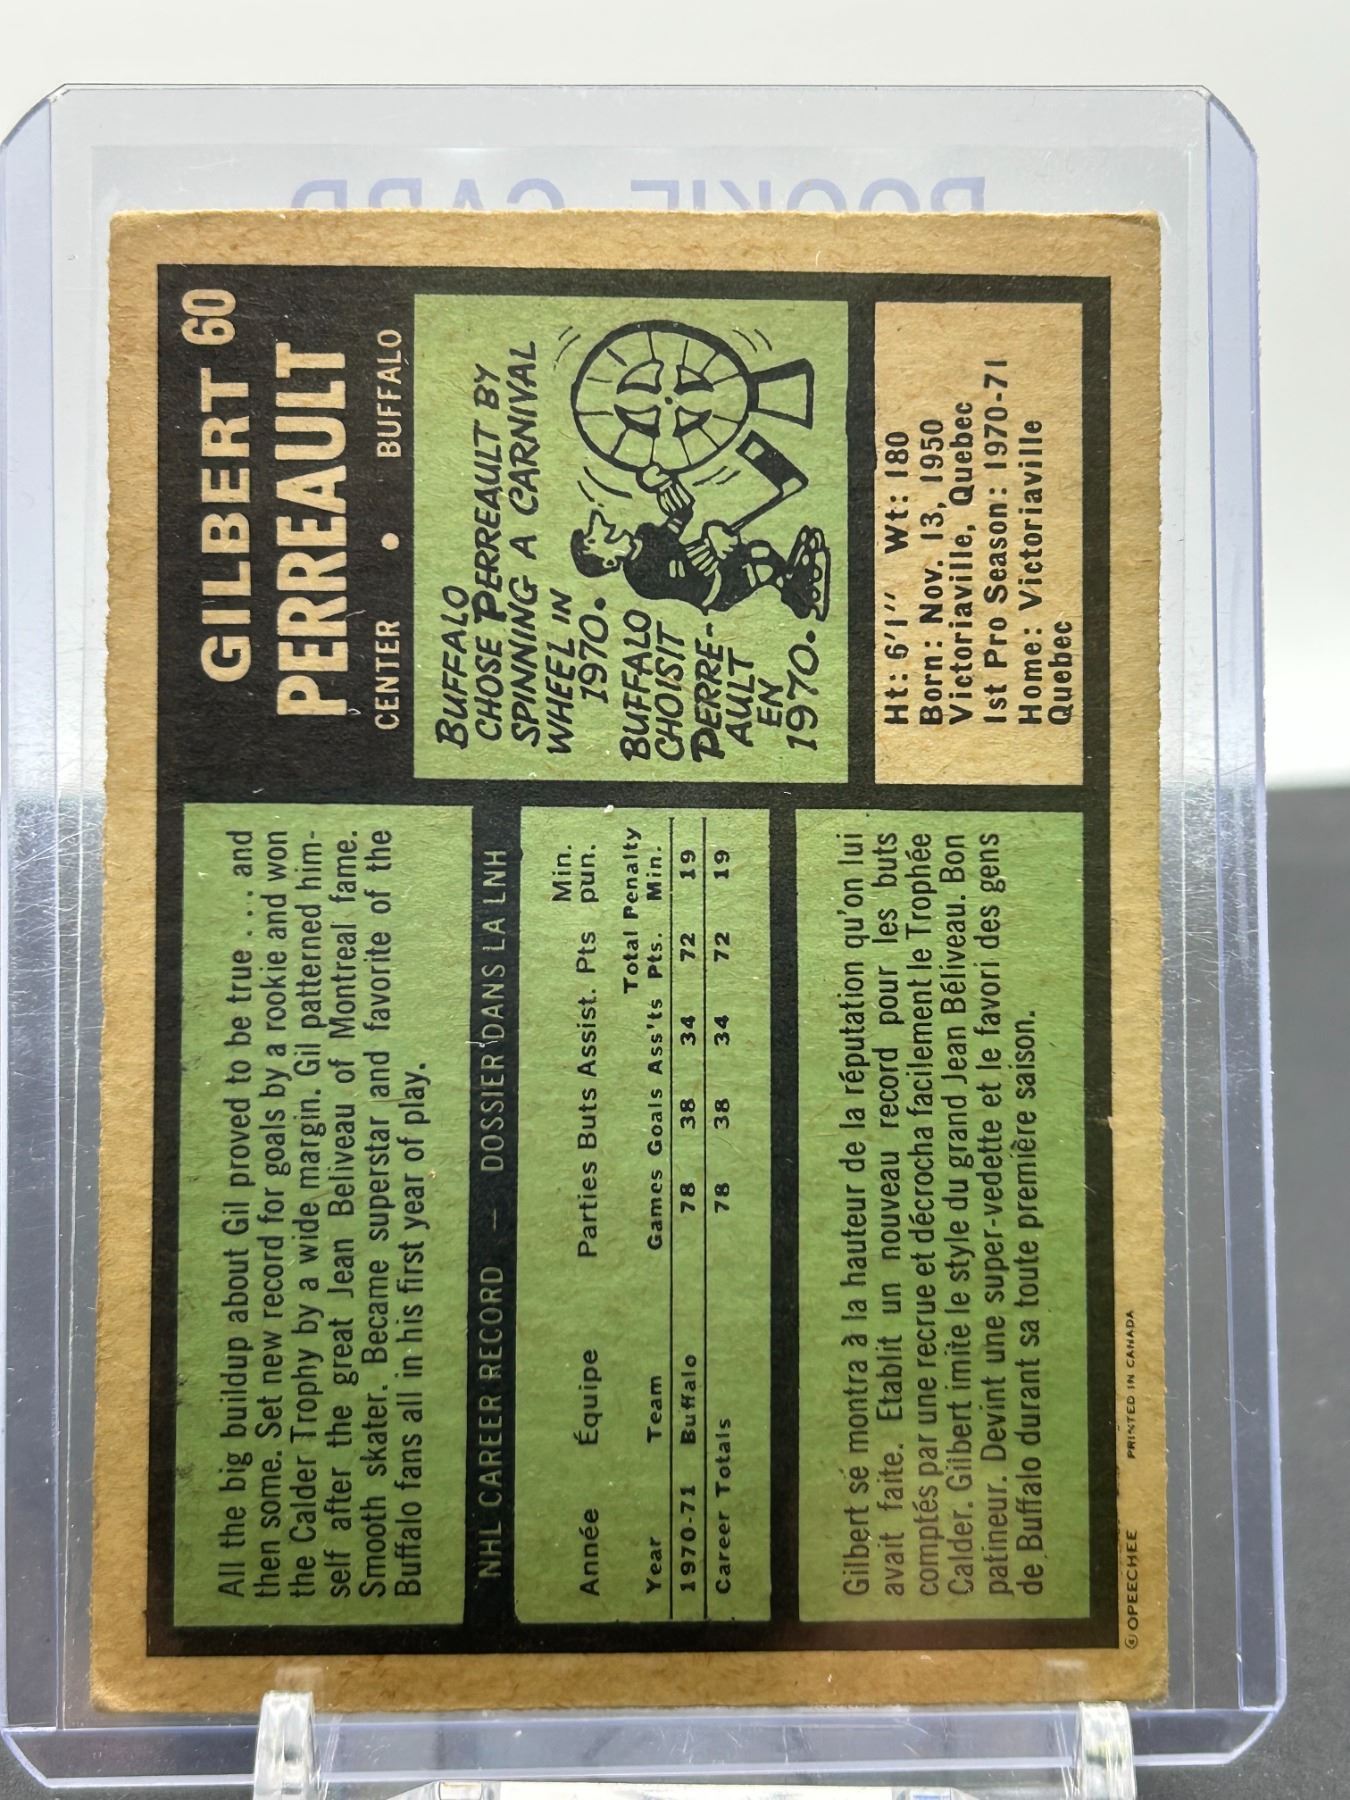 ROOKIE CARD
GILBERT 60
PERREAULT
CENTER • BUFFALO
All the big buildup about Gil proved to be true . . . and
then some. Set new record for goals by a rookie and won
the Calder Trophy by a wide margin. Gil patterned him-
self after the great Jean Beliveau of Montreal fame.
Smooth skater. Became superstar and favorite of the
Buffalo fans all in his first year of play.
BUFFALO
CHOSE PERREAULT BY
SPINNING A CARNIVAL
WHEEL IN
1970.
BUFFALO
CHOISIT
PERRE-
AULT
EN
1970.
NHL CAREER RECORD — DOSSIER DANS LA LNH
Min.
Année Équipe Parties Buts Assist. Pts pun.
Total Penalty
Year Team Games Goals Ass'ts Pts. Min.
1970-71 Buffalo 78 38 34 72 19
Career Totals 78 38 34 72 19
Gilbert se montra à la hauteur de la réputation qu'on lui
avait faite. Etablit un nouveau record pour les buts
comptés par une recrue et décrocha facilement le Trophée
Calder. Gilbert imite le style du grand Jean Béliveau. Bon
patineur. Devint une super-vedette et le favori des gens
de Buffalo durant sa toute première saison.
Ht: 6'1'' Wt: 180
Born: Nov. 13, 1950
Victoriaville, Quebec
1st Pro Season: 1970-71
Home: Victoriaville
Quebec
© OPEECHEE PRINTED IN CANADA